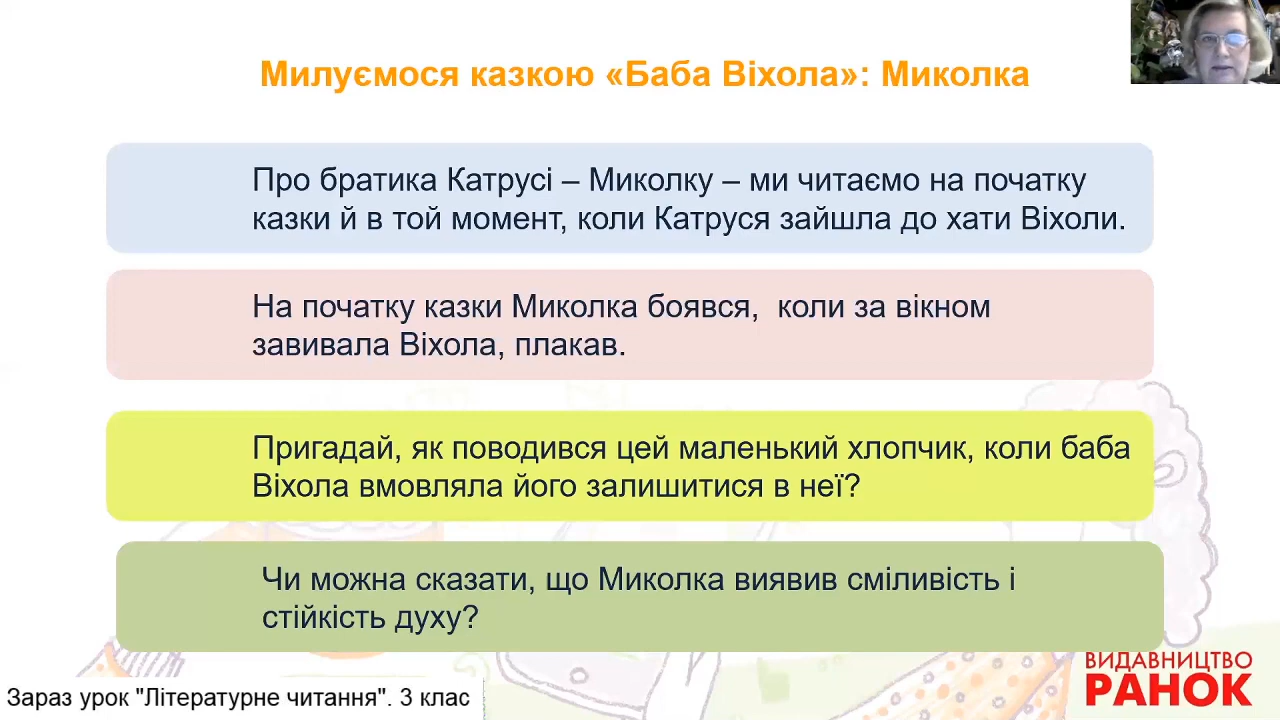 Милуємося казкою «Баба Віхола»: Миколка
Про братика Катрусі – Миколку – ми читаємо на початку
казки й в той момент, коли Катруся зайшла до хати Віхоли.
На початку казки Миколка боявся, коли за вікном
завивала Віхола, плакав.
Пригадай, як поводився цей маленький хлопчик, коли баба
Віхола вмовляла його залишитися в неї?
Чи можна сказати, що Миколка виявив сміливість і
стійкість духу?
ВИДАВНИЦТВО
РАНОК
Зараз урок "Літературне читання". 3 клас